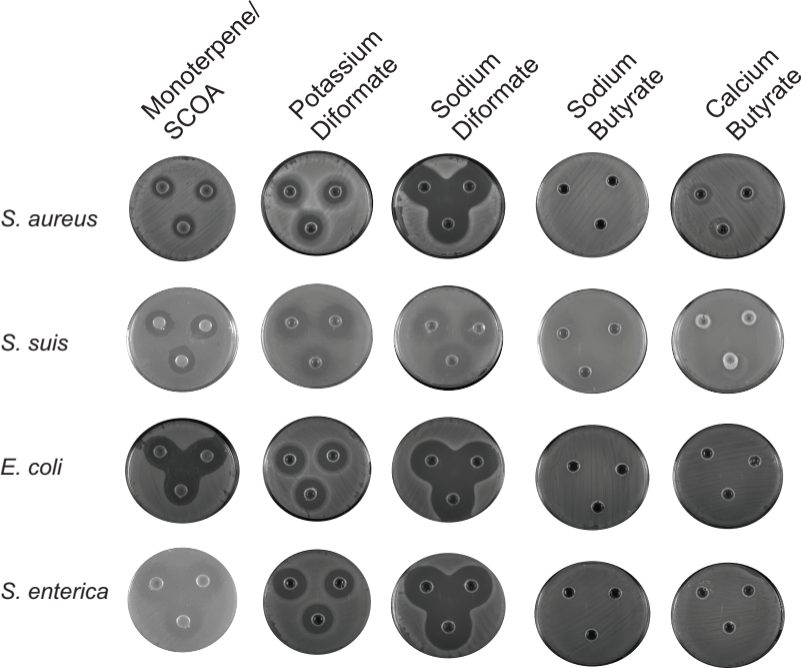 Monoterpene/
SCOA
Potassium
Diformate
Sodium
Diformate
Sodium
Butyrate
Calcium
Butyrate
S. aureus
S. suis
E. coli
S. enterica